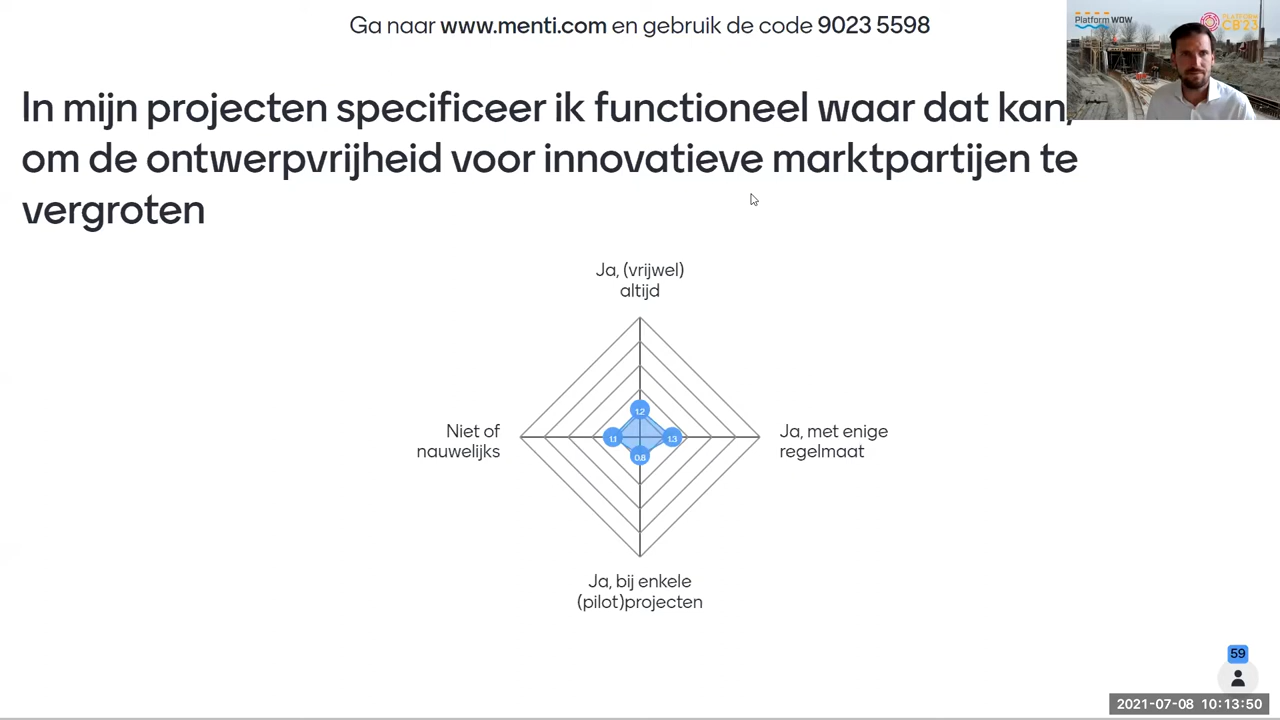 Ga naar www.menti.com en gebruik de code 9023 5598
Platform WOW
PLATFORM
CB'23
In mijn projecten specificeer ik functioneel waar dat kan,
om de ontwerpvrijheid voor innovatieve marktpartijen te
vergroten
Ja, (vrijwel)
altijd
1.2
Niet of
nauwelijks
1.1
1.3
Ja, met enige
regelmaat
0.8
Ja, bij enkele
(pilot)projecten
59
2021-07-08 10:13:50